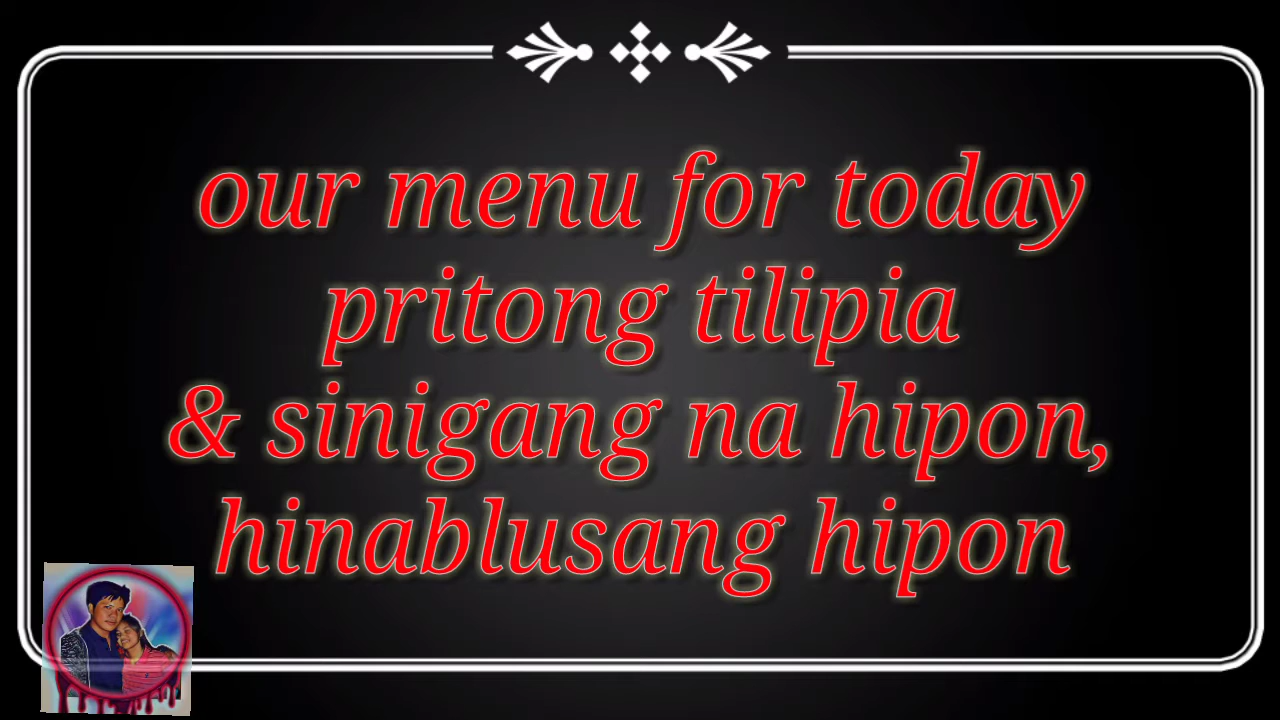 our menu for today
pritong tilipia
& sinigang na hipon,
hinablusang hipon